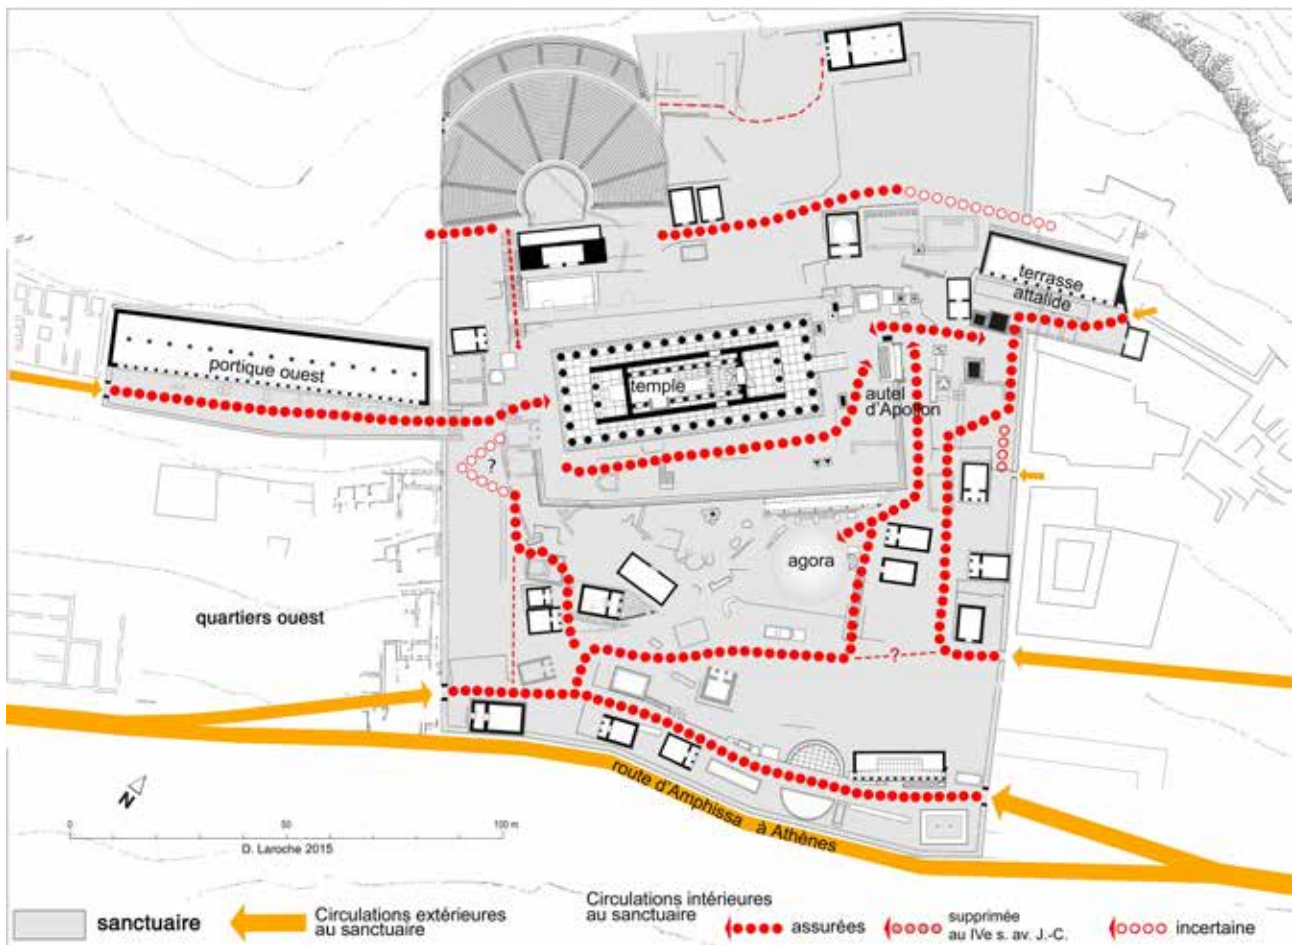 terrasse
attalide
portique ouest
temple
autel
d'Apollon
?
agora
quartiers ouest
?
route d'Amphissa à Athènes
N
0 50 100 m
D. Laroche 2015
sanctuaire
Circulations extérieures
au sanctuaire
Circulations intérieures
au sanctuaire
assurées
supprimée
au IVe s. av. J.-C.
incertaine